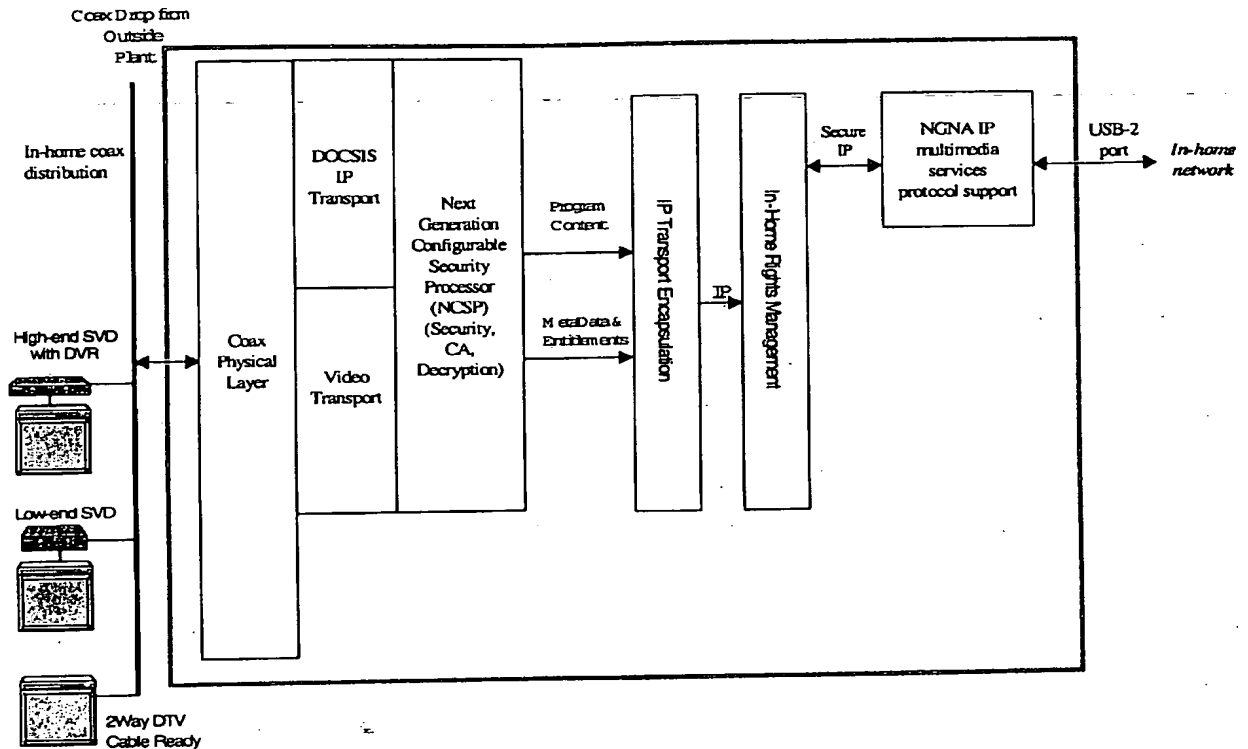 Coax Drop from
Outside
Plant.
In-home coax
distribution
High-end SVD
with DVR
Low-end SVD
2Way DTV
Cable Ready
Coax
Physical
Layer
DOCSIS
IP
Transport
Video
Transport
Next
Generation
Configurable
Security
Processor
(NCSP)
(Security,
CA,
Decryption)
Program
Content.
MetaData &
Entitlements
IP Transport Encapsulation
IP
In-Home Rights Management
Secure
IP
NGNA IP
multimedia
services
protocol support
USB-2
port
In-home
network